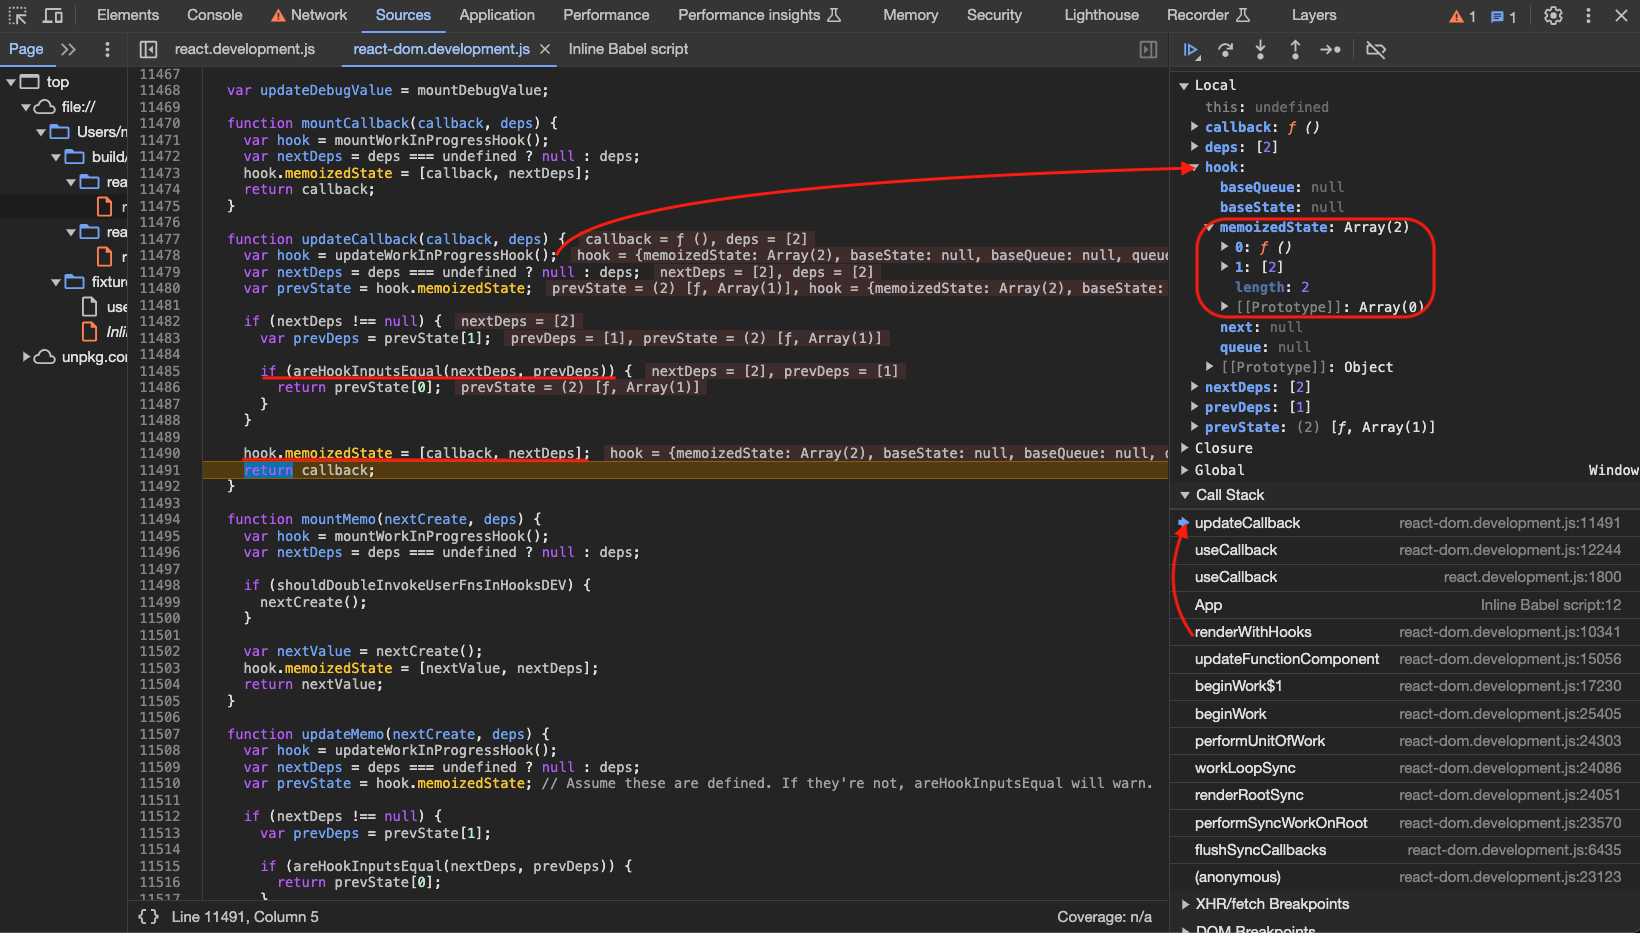 Elements Console Network Sources Application Performance Performance insights Memory Security Lighthouse Recorder Layers 1 1
Page react.development.js react-dom.development.js Inline Babel script
top
file://
Users/n
build/
rea
r
rea
r
fixture
use
Inli
unpkg.con
11467
11468 var updateDebugValue = mountDebugValue;
11469
11470 function mountCallback(callback, deps) {
11471 var hook = mountWorkInProgressHook();
11472 var nextDeps = deps === undefined ? null : deps;
11473 hook.memoizedState = [callback, nextDeps];
11474 return callback;
11475 }
11476
11477 function updateCallback(callback, deps) { callback = ƒ (), deps = [2]
11478 var hook = updateWorkInProgressHook(); hook = {memoizedState: Array(2), baseState: null, baseQueue: null, queue
11479 var nextDeps = deps === undefined ? null : deps; nextDeps = [2], deps = [2]
11480 var prevState = hook.memoizedState; prevState = (2) [ƒ, Array(1)], hook = {memoizedState: Array(2), baseState:
11481
11482 if (nextDeps !== null) { nextDeps = [2]
11483 var prevDeps = prevState[1]; prevDeps = [1], prevState = (2) [ƒ, Array(1)]
11484
11485 if (areHookInputsEqual(nextDeps, prevDeps)) { nextDeps = [2], prevDeps = [1]
11486 return prevState[0]; prevState = (2) [ƒ, Array(1)]
11487 }
11488 }
11489
11490 hook.memoizedState = [callback, nextDeps]; hook = {memoizedState: Array(2), baseState: null, baseQueue: null,
11491 return callback;
11492 }
11493
11494 function mountMemo(nextCreate, deps) {
11495 var hook = mountWorkInProgressHook();
11496 var nextDeps = deps === undefined ? null : deps;
11497
11498 if (shouldDoubleInvokeUserFnsInHooksDEV) {
11499 nextCreate();
11500 }
11501
11502 var nextValue = nextCreate();
11503 hook.memoizedState = [nextValue, nextDeps];
11504 return nextValue;
11505 }
11506
11507 function updateMemo(nextCreate, deps) {
11508 var hook = updateWorkInProgressHook();
11509 var nextDeps = deps === undefined ? null : deps;
11510 var prevState = hook.memoizedState; // Assume these are defined. If they're not, areHookInputsEqual will warn.
11511
11512 if (nextDeps !== null) {
11513 var prevDeps = prevState[1];
11514
11515 if (areHookInputsEqual(nextDeps, prevDeps)) {
11516 return prevState[0];
11517 }
{} Line 11491, Column 5 Coverage: n/a
Local
this: undefined
callback: ƒ ()
deps: [2]
hook:
baseQueue: null
baseState: null
memoizedState: Array(2)
0: ƒ ()
1: [2]
length: 2
[[Prototype]]: Array(0)
next: null
queue: null
[[Prototype]]: Object
nextDeps: [2]
prevDeps: [1]
prevState: (2) [ƒ, Array(1)]
Closure
Global Window
Call Stack
updateCallback react-dom.development.js:11491
useCallback react-dom.development.js:12244
useCallback react.development.js:1800
App Inline Babel script:12
renderWithHooks react-dom.development.js:10341
updateFunctionComponent react-dom.development.js:15056
beginWork$1 react-dom.development.js:17230
beginWork react-dom.development.js:25405
performUnitOfWork react-dom.development.js:24303
workLoopSync react-dom.development.js:24086
renderRootSync react-dom.development.js:24051
performSyncWorkOnRoot react-dom.development.js:23570
flushSyncCallbacks react-dom.development.js:6435
(anonymous) react-dom.development.js:23123
XHR/fetch Breakpoints
DOM Breakpoints